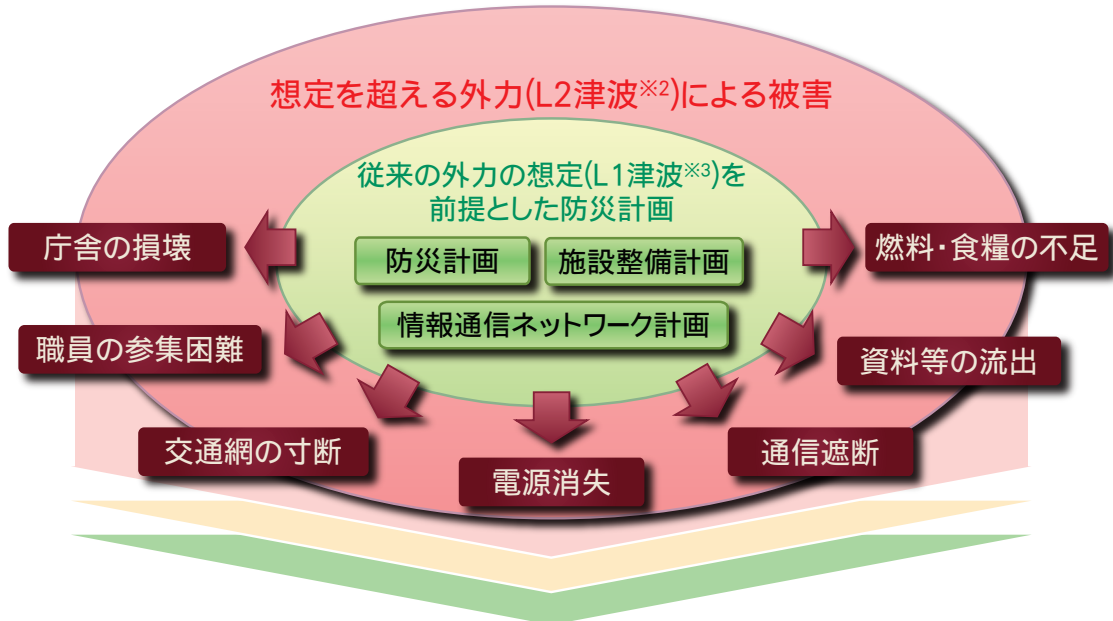 想定を超える外力(L2津波※2)による被害
従来の外力の想定(L1津波※3)を
前提とした防災計画
防災計画
施設整備計画
情報通信ネットワーク計画
庁舎の損壊
職員の参集困難
交通網の寸断
電源消失
通信遮断
資料等の流出
燃料・食糧の不足